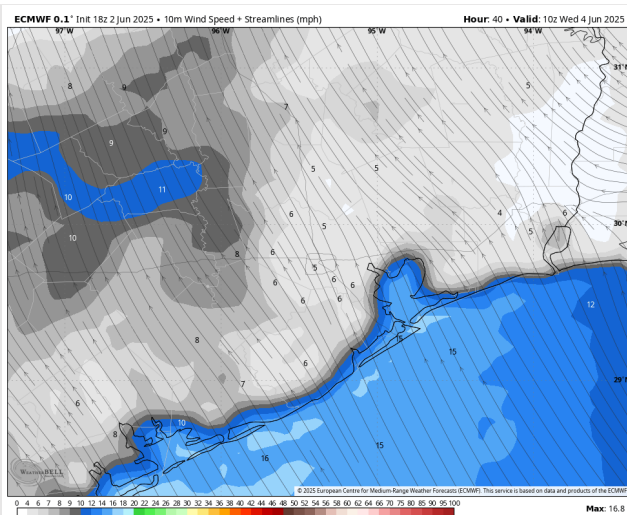 ECMWF 0.1° Init 18z 2 Jun 2025 • 10m Wind Speed + Streamlines (mph)
Hour: 40 • Valid: 10z Wed 4 Jun 2025
97°W 96°W 95°W 94°W
31°N
8 9 7 5
9
9
5 5
10 11
6 4 6
30°N
10 5 5
8 6
5
6 6 6
6 6
12
8 15 15
29°N
7 6
6
10
8
15
16
WeatherBELL
© 2025 European Centre for Medium-Range Weather Forecasts (ECMWF). This service is based on data and products of the ECMWF
0 4 6 7 8 9 10 12 14 16 18 20 22 24 26 28 30 32 34 36 38 40 42 44 46 48 50 52 54 56 58 60 62 64 66 70 75 80 85 90 95 100
Max: 16.8